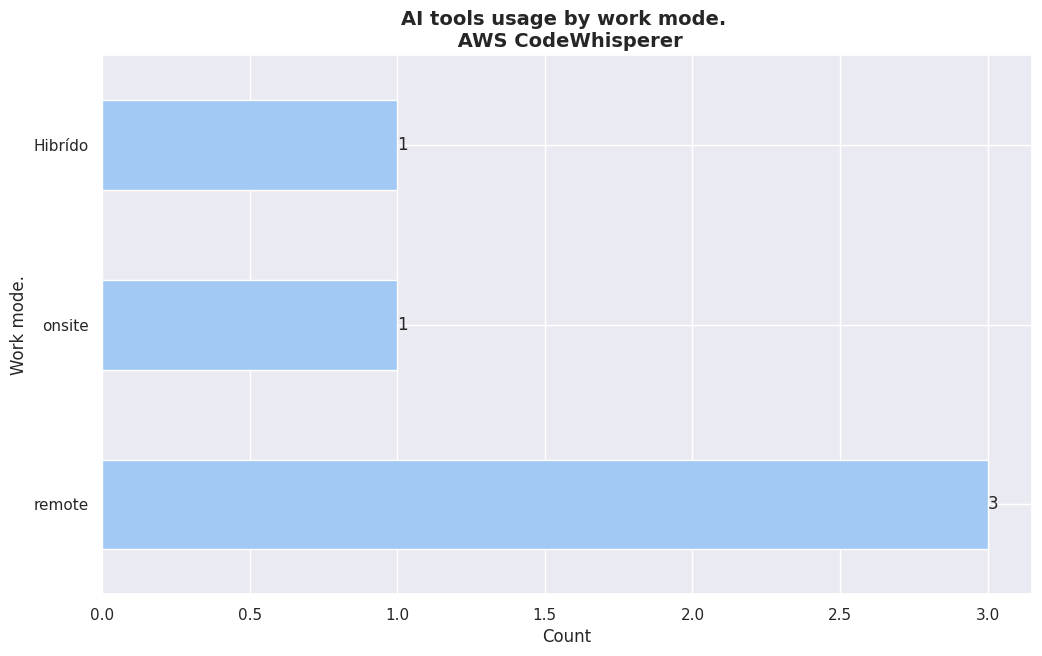 AI tools usage by work mode.
AWS CodeWhisperer
Hibrído
1
onsite
1
remote
3
Work mode.
0.0 0.5 1.0 1.5 2.0 2.5 3.0
Count